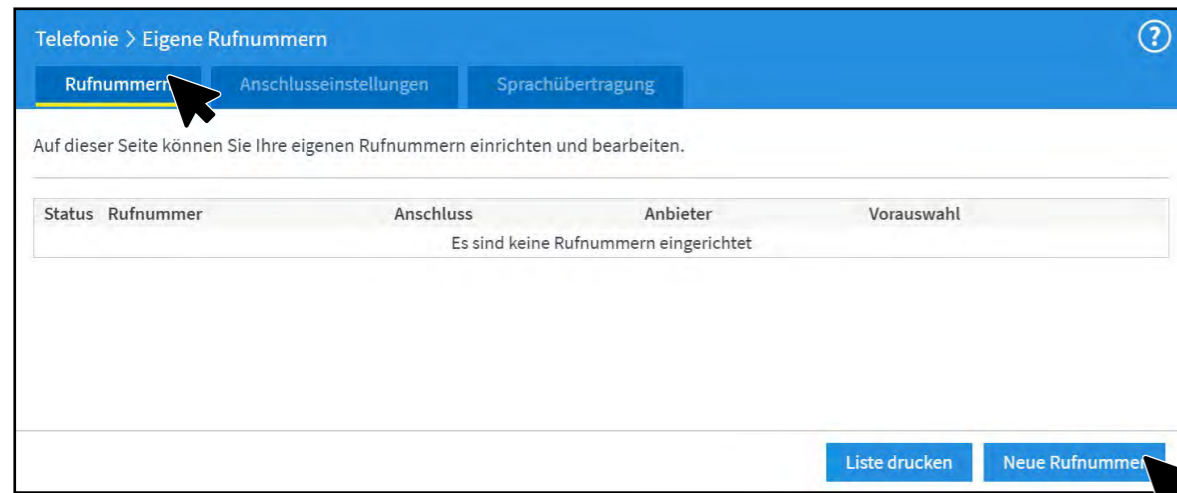 Telefonie > Eigene Rufnummern
?
Rufnummern Anschlusseinstellungen Sprachübertragung
Auf dieser Seite können Sie Ihre eigenen Rufnummern einrichten und bearbeiten.
Status Rufnummer Anschluss Anbieter Vorauswahl
Es sind keine Rufnummern eingerichtet
Liste drucken Neue Rufnummer